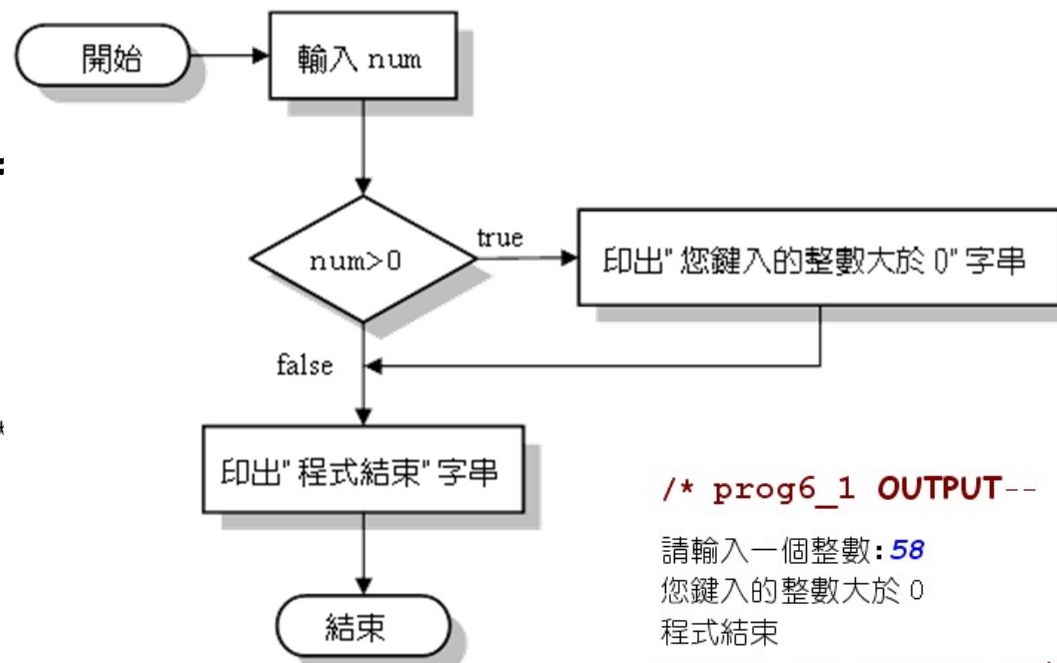 開始
輸入 num
num>0
true
印出"您鍵入的整數大於 0"字串
false
印出"程式結束"字串
結束
/* prog6_1 OUTPUT--
請輸入一個整數:58
您鍵入的整數大於 0
程式結束